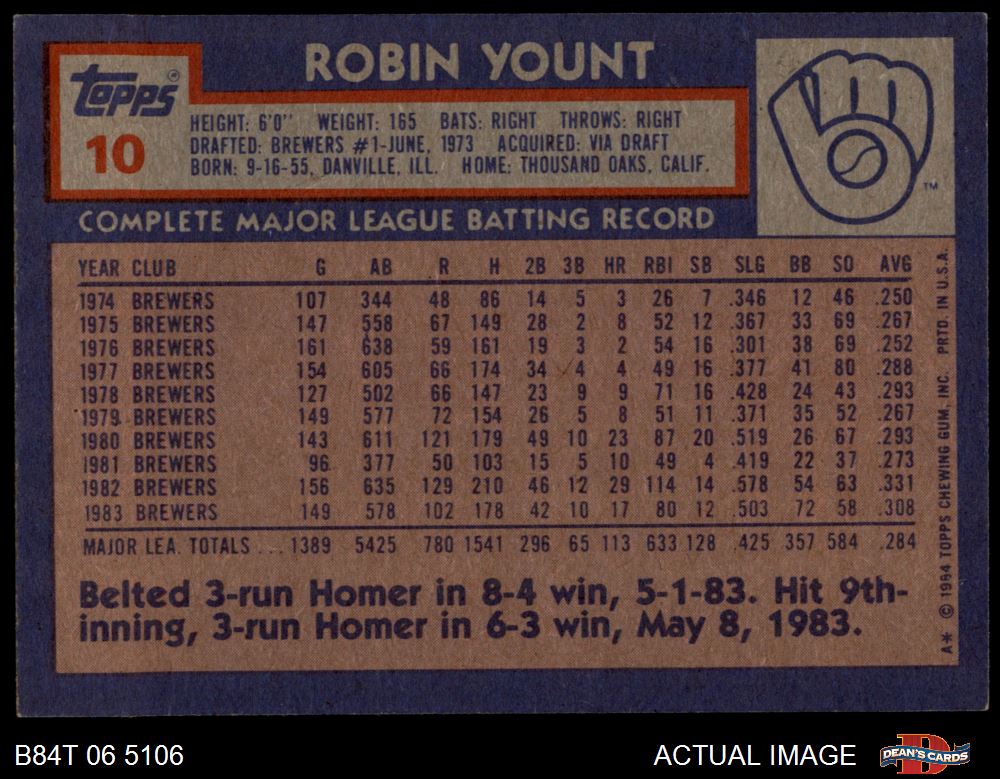 ROBIN YOUNT
Topps®
10
HEIGHT: 6'0" WEIGHT: 165 BATS: RIGHT THROWS: RIGHT
DRAFTED: BREWERS #1-JUNE, 1973 ACQUIRED: VIA DRAFT
BORN: 9-16-55, DANVILLE, ILL. HOME: THOUSAND OAKS, CALIF.
TM
COMPLETE MAJOR LEAGUE BATTING RECORD
YEAR CLUB G AB R H 2B 3B HR RBI SB SLG BB SO AVG
1974 BREWERS 107 344 48 86 14 5 3 26 7 .346 12 46 .250
1975 BREWERS 147 558 67 149 28 2 8 52 12 .367 33 69 .267
1976 BREWERS 161 638 59 161 19 3 2 54 16 .301 38 69 .252
1977 BREWERS 154 605 66 174 34 4 4 49 16 .377 41 80 .288
1978 BREWERS 127 502 66 147 23 9 9 71 16 .428 24 43 .293
1979 BREWERS 149 577 72 154 26 5 8 51 11 .371 35 52 .267
1980 BREWERS 143 611 121 179 49 10 23 87 20 .519 26 67 .293
1981 BREWERS 96 377 50 103 15 5 10 49 4 .419 22 37 .273
1982 BREWERS 156 635 129 210 46 12 29 114 14 .578 54 63 .331
1983 BREWERS 149 578 102 178 42 10 17 80 12 .503 72 58 .308
MAJOR LEA. TOTALS ... 1389 5425 780 1541 296 65 113 633 128 .425 357 584 .284
Belted 3-run Homer in 8-4 win, 5-1-83. Hit 9th-
inning, 3-run Homer in 6-3 win, May 8, 1983.
A* © 1984 TOPPS CHEWING GUM, INC. PRTD. IN U.S.A.
B84T 06 5106
ACTUAL IMAGE
DEAN'S CARDS